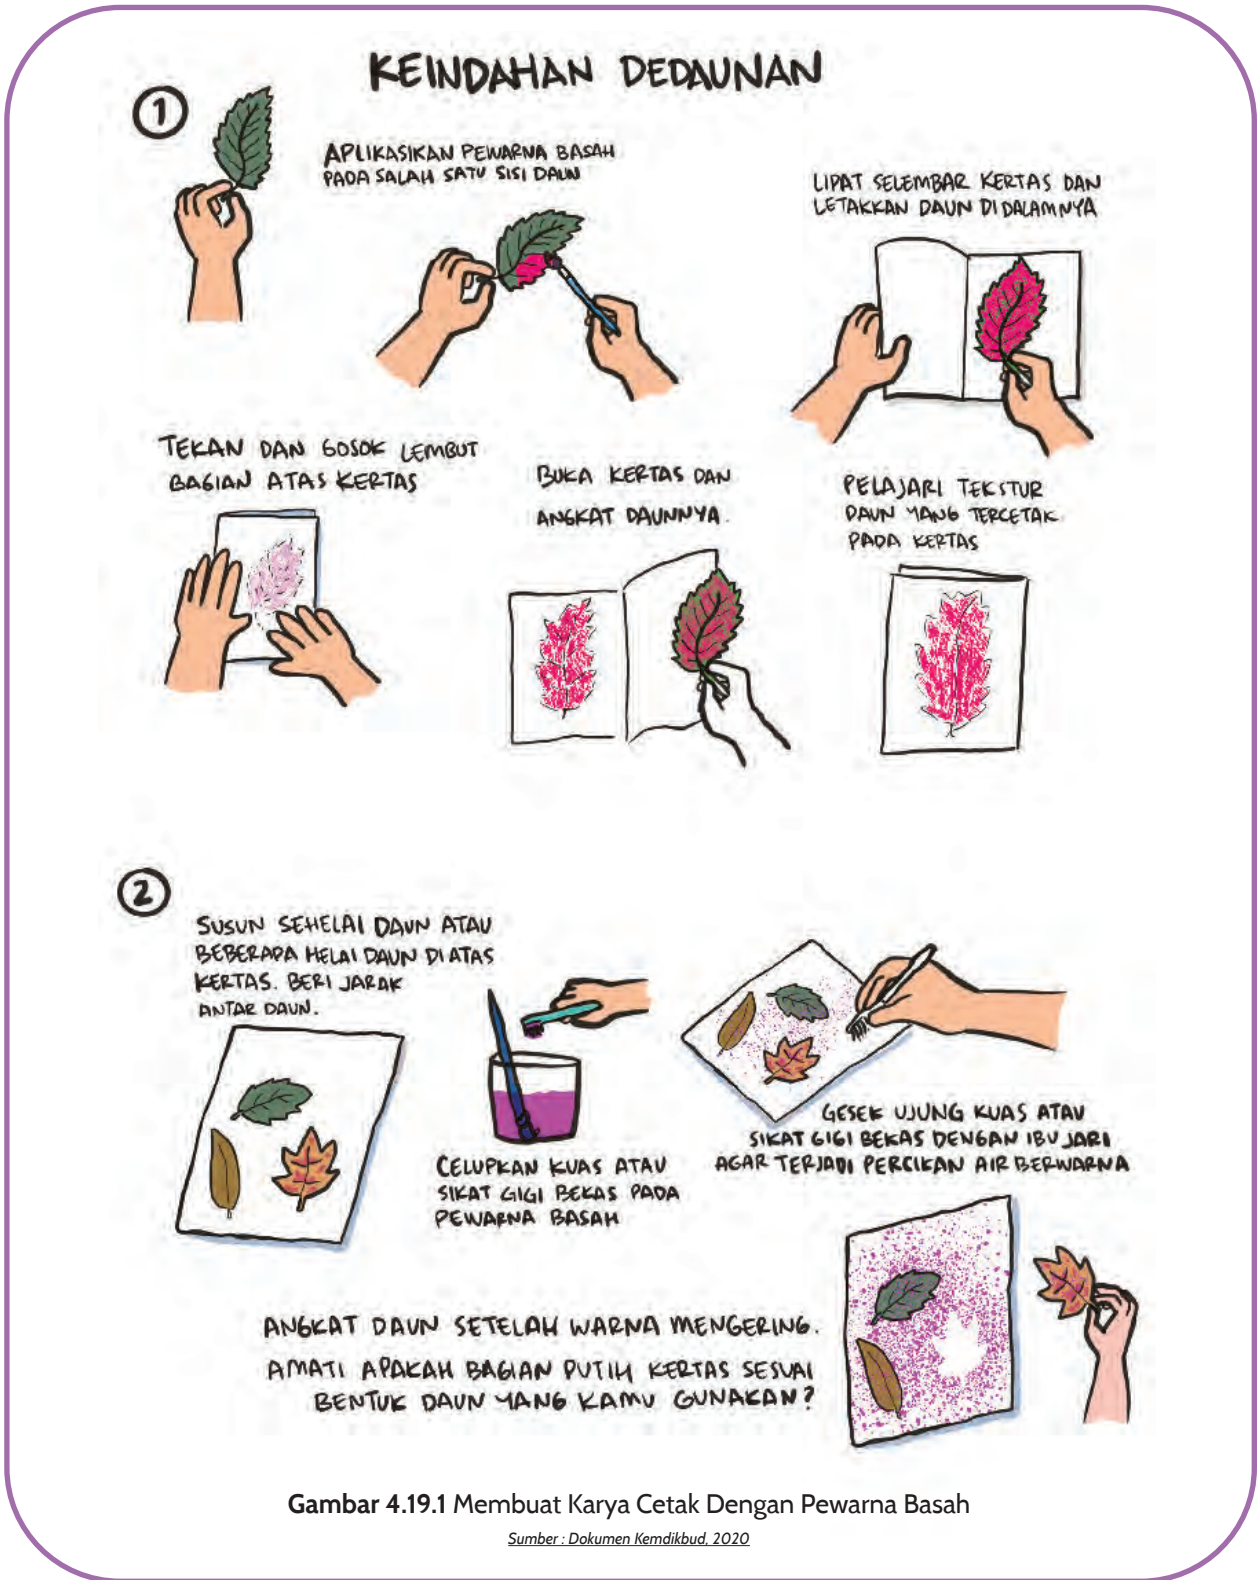 KEINDAHAN DEDAUNAN
1
APLIKASIKAN PEWARNA BASAH
PADA SALAH SATU SISI DAUN
LIPAT SELEMBAR KERTAS DAN
LETAKKAN DAUN DIDALAMNYA
TEKAN DAN GOSOK LEMBUT
BAGIAN ATAS KERTAS
BUKA KERTAS DAN
ANGKAT DAUNNYA.
PELAJARI TEKSTUR
DAUN YANG TERCETAK
PADA KERTAS
2
SUSUN SEHELAI DAUN ATAU
BEBERAPA HELAI DAUN DI ATAS
KERTAS. BERI JARAK
ANTAR DAUN.
CELUPKAN KUAS ATAU
SIKAT GIGI BEKAS PADA
PEWARNA BASAH
GESEK UJUNG KUAS ATAU
SIKAT GIGI BEKAS DENGAN IBU JARI
AGAR TERJADI PERCIKAN AIR BERWARNA
ANGKAT DAUN SETELAH WARNA MENGERING.
AMATI APAKAH BAGIAN PUTIH KERTAS SESUAI
BENTUK DAUN YANG KAMU GUNAKAN?
Gambar 4.19.1 Membuat Karya Cetak Dengan Pewarna Basah
Sumber : Dokumen Kemdikbud, 2020